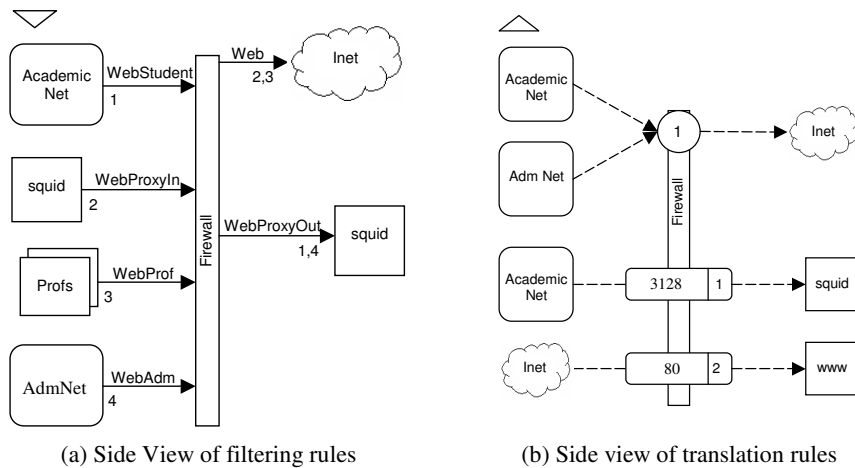 Academic
Net
WebStudent
1
Web
2,3
Inet
squid
WebProxyIn
2
Firewall
WebProxyOut
1,4
squid
Profs
WebProf
3
AdmNet
WebAdm
4
(a) Side View of filtering rules
Academic
Net
Adm Net
1
Inet
Firewall
Academic
Net
3128
1
squid
Inet
80
2
www
(b) Side view of translation rules